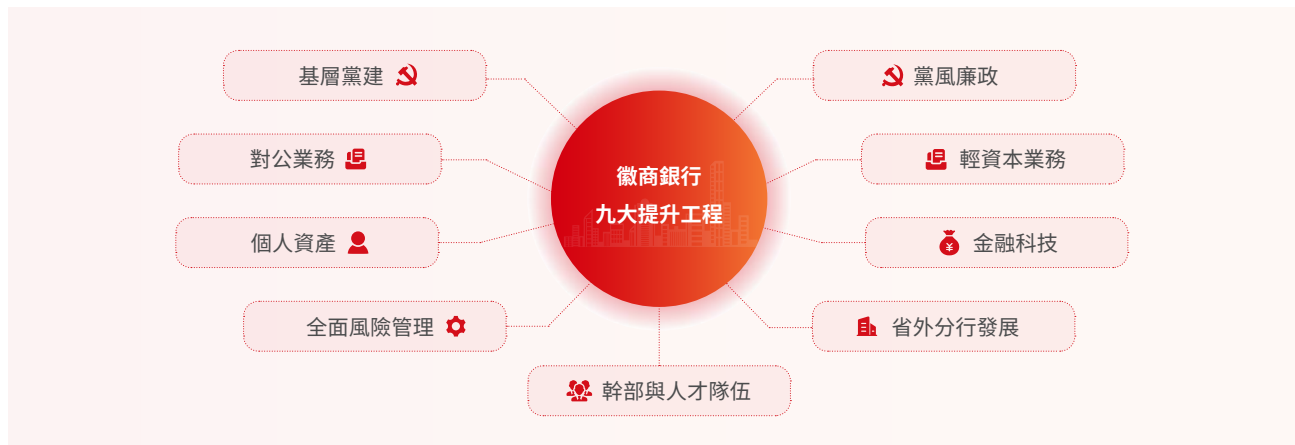 基層黨建
黨風廉政
對公業務
輕資本業務
徽商銀行
九大提升工程
個人資產
金融科技
全面風險管理
省外分行發展
幹部與人才隊伍